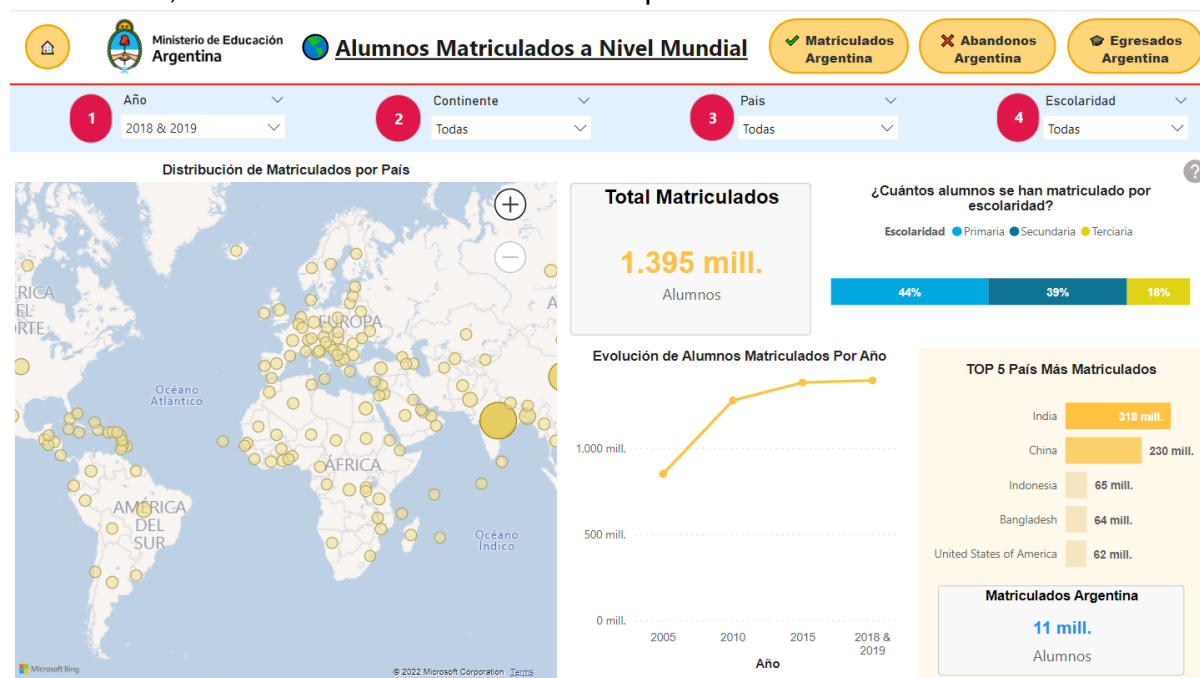 Ministerio de Educación
Argentina
Alumnos Matriculados a Nivel Mundial
Matriculados
Argentina
Abandonos
Argentina
Egresados
Argentina
1
Año
2018 & 2019
2
Continente
Todas
3
Pais
Todas
4
Escolaridad
Todas
Distribución de Matriculados por País
RICA
EL
RTE
EUROPA
A
Océano
Atlántico
ÁFRICA
AMÉRICA
DEL
SUR
Océano
Índico
Microsoft Bing
© 2022 Microsoft Corporation Terms
Total Matriculados
1.395 mill.
Alumnos
?
¿Cuántos alumnos se han matriculado por
escolaridad?
Escolaridad Primaria Secundaria Terciaria
44% 39% 18%
Evolución de Alumnos Matriculados Por Año
1.000 mill.
500 mill.
0 mill.
2005 2010 2015 2018 &
2019
Año
TOP 5 País Más Matriculados
India 318 mill.
China 230 mill.
Indonesia 65 mill.
Bangladesh 64 mill.
United States of America 62 mill.
Matriculados Argentina
11 mill.
Alumnos